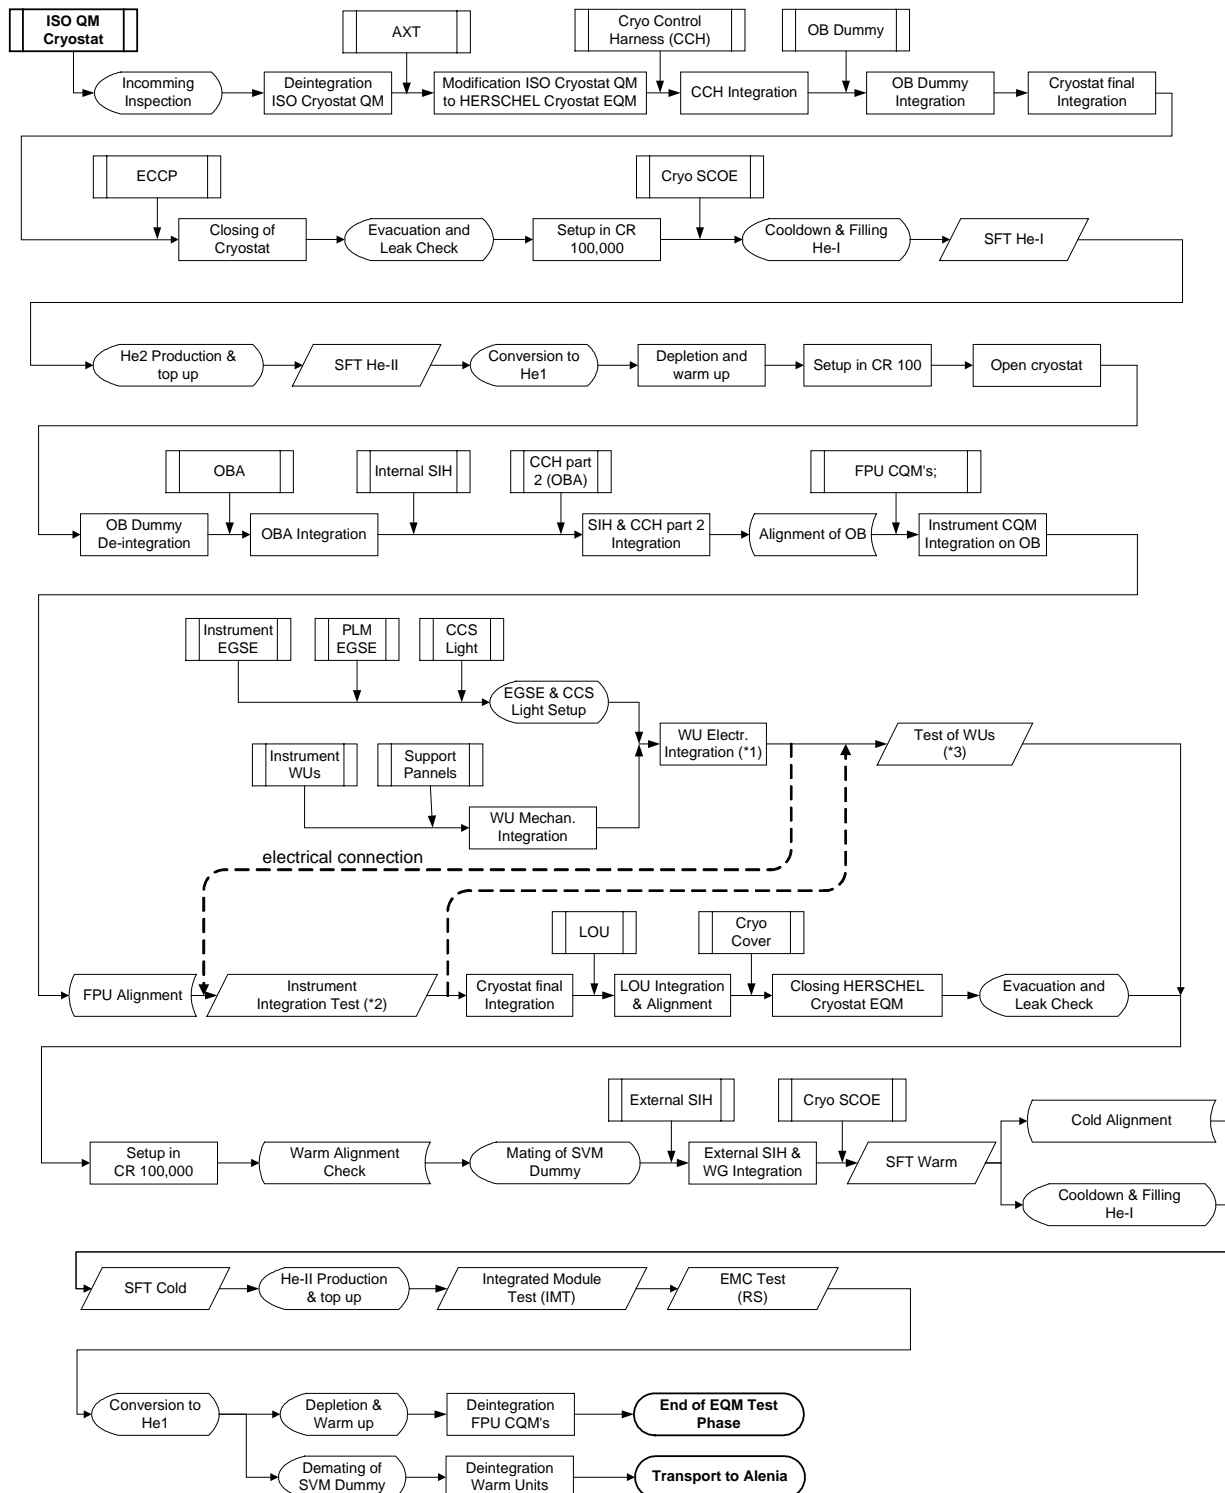 ISO QM
Cryostat
AXT
Cryo Control
Harness (CCH)
OB Dummy
Incomming
Inspection
Deintegration
ISO Cryostat QM
Modification ISO Cryostat QM
to HERSCHEL Cryostat EQM
CCH Integration
OB Dummy
Integration
Cryostat final
Integration
ECCP
Cryo SCOE
Closing of
Cryostat
Evacuation and
Leak Check
Setup in CR
100,000
Cooldown & Filling
He-I
SFT He-I
He2 Production &
top up
SFT He-II
Conversion to
He1
Depletion and
warm up
Setup in CR 100
Open cryostat
OBA
Internal SIH
CCH part
2 (OBA)
FPU CQM's;
OB Dummy
De-integration
OBA Integration
SIH & CCH part 2
Integration
Alignment of OB
Instrument CQM
Integration on OB
Instrument
EGSE
PLM
EGSE
CCS
Light
EGSE & CCS
Light Setup
WU Electr.
Integration (*1)
Test of WUs
(*3)
Instrument
WUs
Support
Pannels
WU Mechan.
Integration
electrical connection
LOU
Cryo
Cover
FPU Alignment
Instrument
Integration Test (*2)
Cryostat final
Integration
LOU Integration
& Alignment
Closing HERSCHEL
Cryostat EQM
Evacuation and
Leak Check
External SIH
Cryo SCOE
Cold Alignment
Setup in
CR 100,000
Warm Alignment
Check
Mating of SVM
Dummy
External SIH &
WG Integration
SFT Warm
Cooldown & Filling
He-I
SFT Cold
He-II Production
& top up
Integrated Module
Test (IMT)
EMC Test
(RS)
Conversion to
He1
Depletion &
Warm up
Deintegration
FPU CQM's
End of EQM Test
Phase
Demating of
SVM Dummy
Deintegration
Warm Units
Transport to Alenia